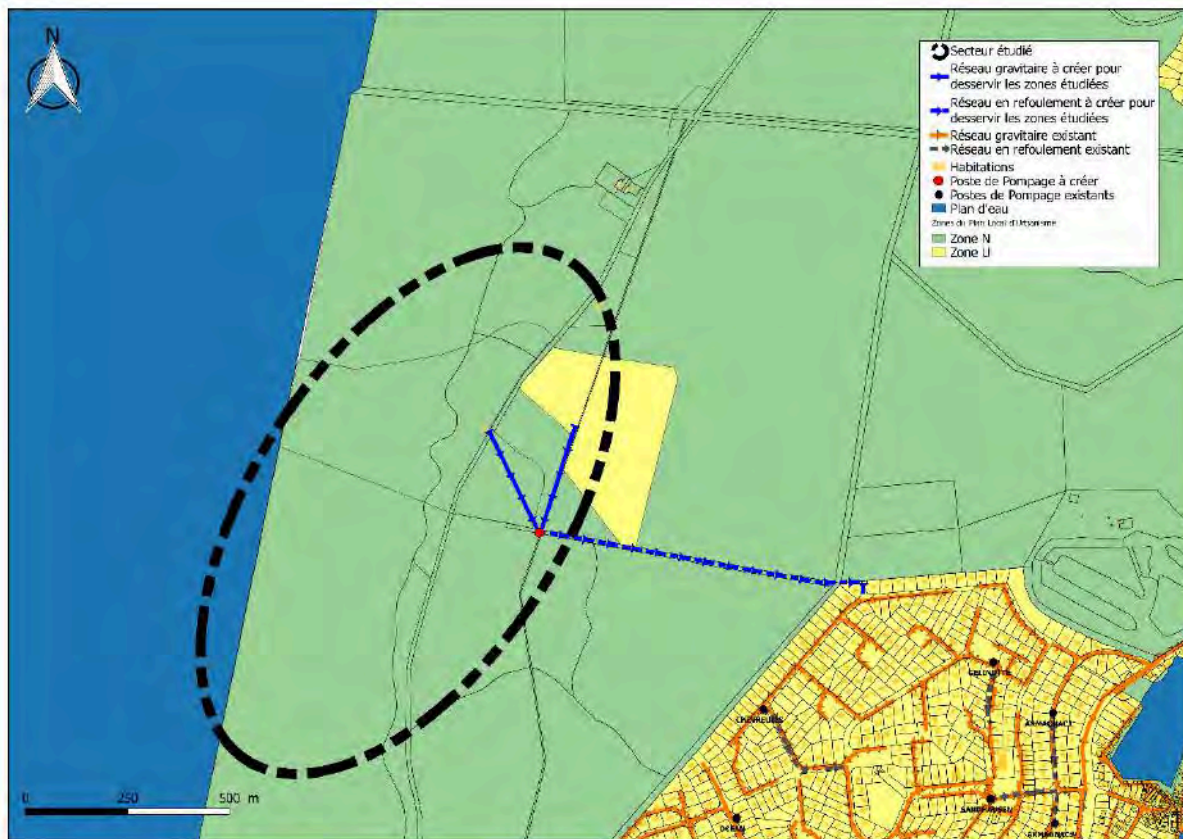 N
Secteur étudié
Réseau gravitaire à créer pour
desservir les zones étudiées
Réseau en refoulement à créer pour
desservir les zones étudiées
Réseau gravitaire existant
Réseau en refoulement existant
Habitations
Poste de Pompage à créer
Postes de Pompage existants
Plan d'eau
Zones du Plan Local d'Urbanisme
Zone N
Zone U
CHEVREUILS
OCEAN
0 250 500 m